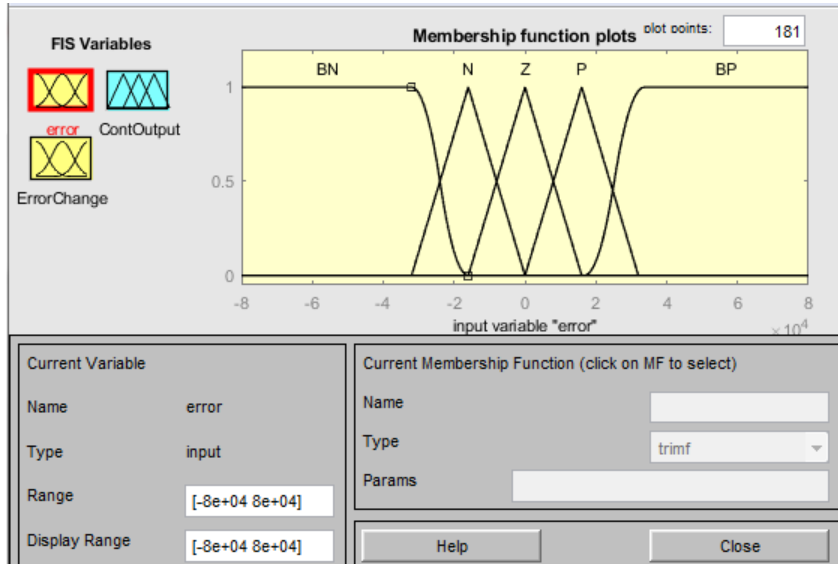 FIS Variables
Membership function plots plot points: 181
BN N Z P BP
error ContOutput
ErrorChange
1
0.5
0
-8 -6 -4 -2 0 2 4 6 8
input variable "error" × 10^4
Current Variable
Name error
Type input
Range [-8e+04 8e+04]
Display Range [-8e+04 8e+04]
Current Membership Function (click on MF to select)
Name
Type trimf
Params
Help Close